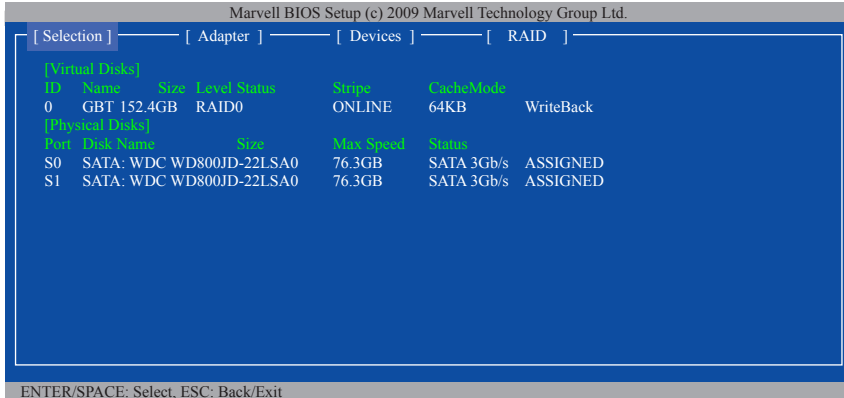 Marvell BIOS Setup (c) 2009 Marvell Technology Group Ltd.
[ Selection ] [ Adapter ] [ Devices ] [ RAID ]
[Virtual Disks]
ID Name Size Level Status Stripe CacheMode
0 GBT 152.4GB RAID0 ONLINE 64KB WriteBack
[Physical Disks]
Port Disk Name Size Max Speed Status
S0 SATA: WDC WD800JD-22LSA0 76.3GB SATA 3Gb/s ASSIGNED
S1 SATA: WDC WD800JD-22LSA0 76.3GB SATA 3Gb/s ASSIGNED
ENTER/SPACE: Select, ESC: Back/Exit